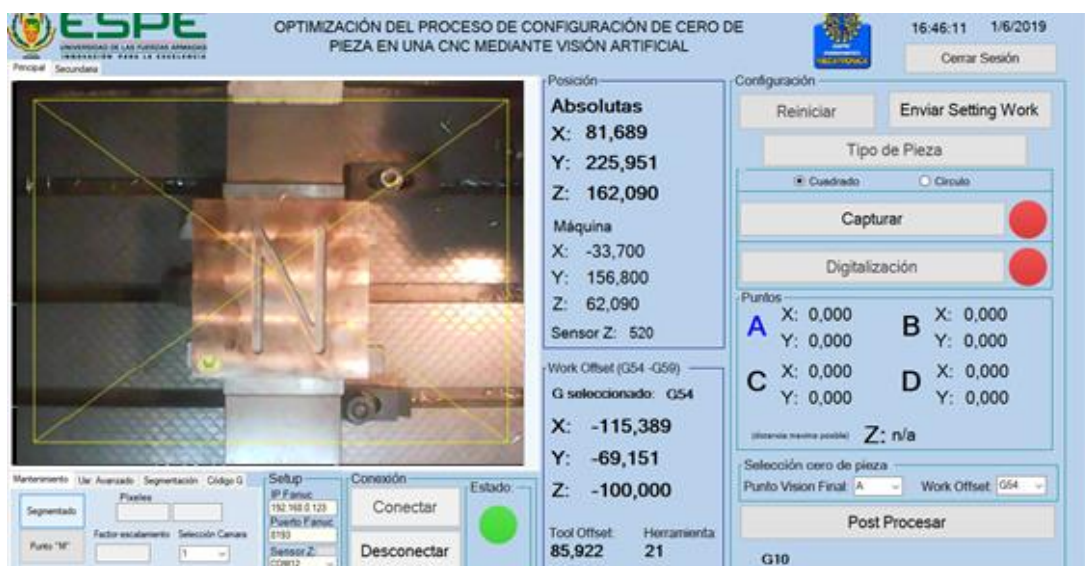 ESPE
UNIVERSIDAD DE LAS FUERZAS ARMADAS
INNOVACIÓN PARA LA EXCELENCIA
OPTIMIZACIÓN DEL PROCESO DE CONFIGURACIÓN DE CERO DE
PIEZA EN UNA CNC MEDIANTE VISIÓN ARTIFICIAL
MECATRÓNICA
16:46:11 1/6/2019
Cerrar Sesión
Principal Secundaria
N
Posición
Absolutas
X: 81,689
Y: 225,951
Z: 162,090
Máquina
X: -33,700
Y: 156,800
Z: 62,090
Sensor Z: 520
Work Offset (G54 -G59)
G seleccionado: G54
X: -115,389
Y: -69,151
Z: -100,000
Tool Offset: Herramienta
85,922 21
Configuración
Reiniciar Enviar Setting Work
Tipo de Pieza
Cuadrado Circulo
Capturar
Digitalización
Puntos
A X: 0,000 B X: 0,000
Y: 0,000 Y: 0,000
C X: 0,000 D X: 0,000
Y: 0,000 Y: 0,000
(distancia maxima posible) Z: n/a
Selección cero de pieza
Punto Vision Final: A Work Offset: G54
Post Procesar
G10
Mantenimiento Usr. Avanzado Segmentación Código G
Segmentado
Pixeles
Punto "M"
Factor escalamiento Selección Camara
1
Setup
IP Fanuc
192.168.0.123
Puerto Fanuc
8193
Sensor Z:
COM12
Conexión
Conectar
Desconectar
Estado: